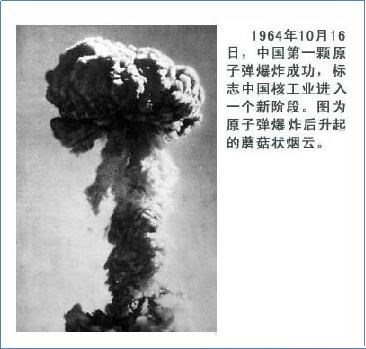 1964年10月16
日，中国第一颗原
子弹爆炸成功，标
志中国核工业进入
一个新阶段。图为
原子弹爆炸后升起
的蘑菇状烟云。